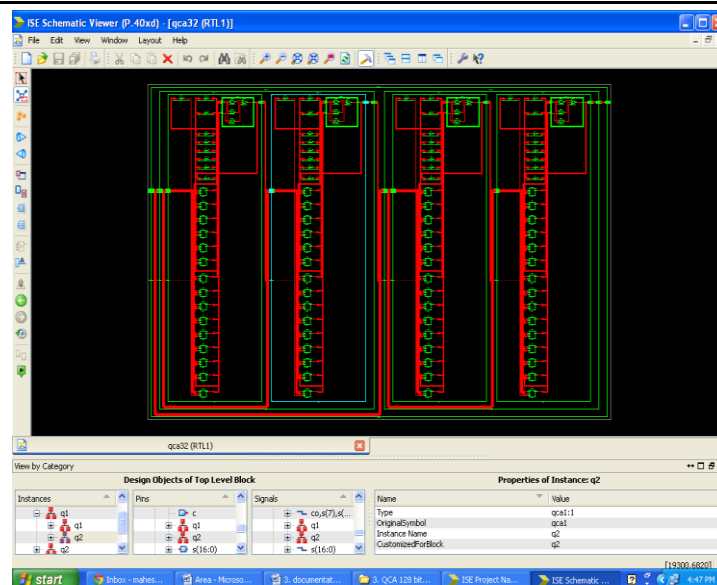 ISE Schematic Viewer (P.40xd) - [qca32 (RTL1)]
File Edit View Window Layout Help
qca32 (RTL1)
View by Category
Design Objects of Top Level Block
Properties of Instance: q2
Instances Pins Signals Name Value
q1 c co,s(7),s(... Type qca1:1
q1 q1 q1 OriginalSymbol qca1
q2 q2 q2 Instance Name q2
q2 s(16:0) s(16:0) CustomizedForBlock q2
[19300,6820]
start Inbox - mahes... Area - Microso... 3. documentat... 3. QCA 128 bit... ISE Project Na... ISE Schematic ... 4:47 PM